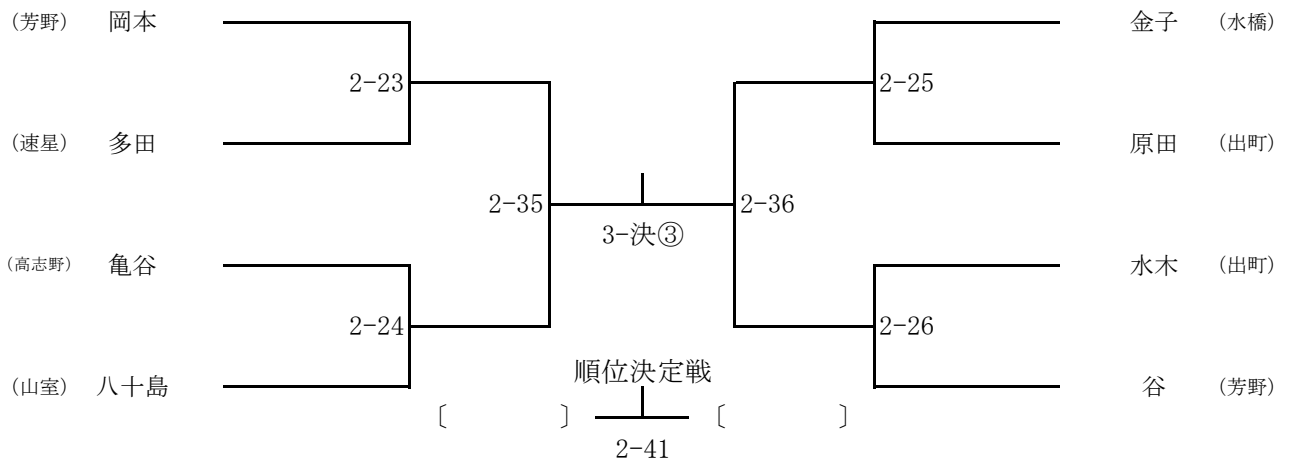 （芳野） 岡本
金子 （水橋）
2-23
2-25
（速星） 多田
原田 （出町）
2-35
2-36
3-決③
（高志野） 亀谷
水木 （出町）
2-24
2-26
順位決定戦
（山室） 八十島
谷 （芳野）
〔 〕 〔 〕
2-41